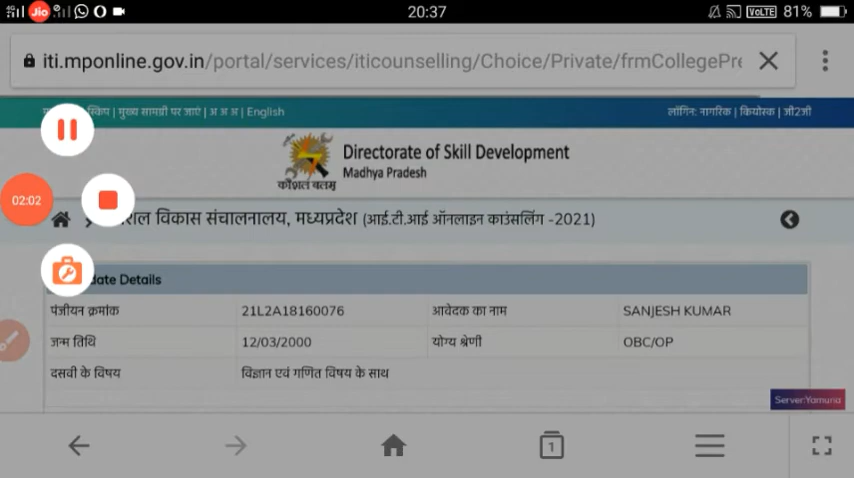 4G Jio 20:37 VoLTE 81%
iti.mponline.gov.in/portal/services/iticounselling/Choice/Private/frmCollegePre
स्किप | मुख्य सामग्री पर जाएं | अ अ अ | English लॉगिन: नागरिक | कियोस्क | जी2जी
Directorate of Skill Development
Madhya Pradesh
कौशलं बलम्
02:02
शल विकास संचालनालय, मध्यप्रदेश (आई.टी.आई ऑनलाइन काउंसलिंग -2021)
date Details
पंजीयन क्रमांक 21L2A18160076 आवेदक का नाम SANJESH KUMAR
जन्म तिथि 12/03/2000 योग्य श्रेणी OBC/OP
दसवी के विषय विज्ञान एवं गणित विषय के साथ
Server:Yamuna
1